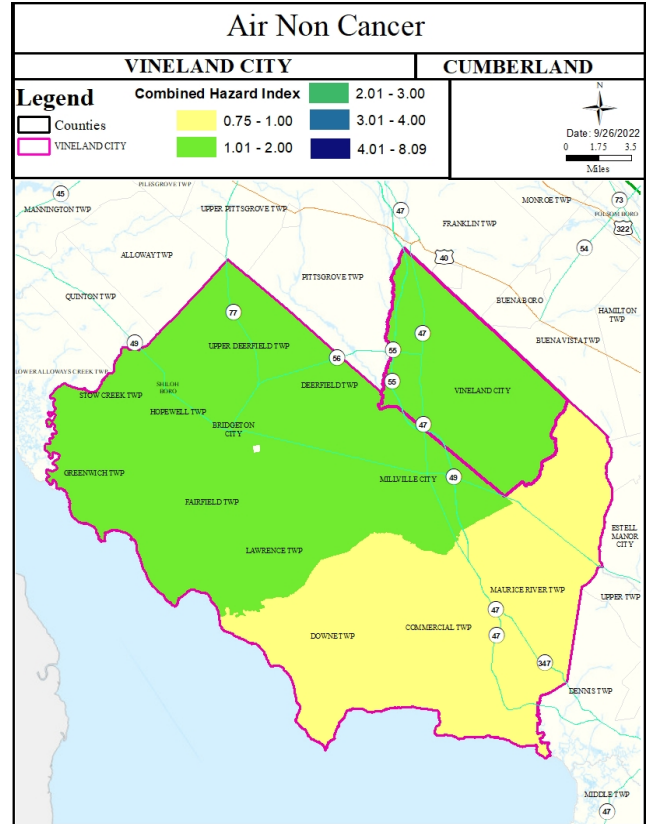 Air Non Cancer
VINELAND CITY
CUMBERLAND
Legend
Counties
VINELAND CITY
Combined Hazard Index
0.75 - 1.00
1.01 - 2.00
2.01 - 3.00
3.01 - 4.00
4.01 - 8.09
N
Date: 9/26/2022
0 1.75 3.5
Miles
PILESGROVE TWP
45
MANNINGTON TWP
UPPER PITTSGROVE TWP
47
MONROE TWP
73
FOLSOM BORO
322
FRANKLIN TWP
54
ALLOWAY TWP
40
PITTSGROVE TWP
QUINTON TWP
BUENA BORO
HAMILTON
TWP
77
49
47
BUENA VISTA TWP
UPPER DEERFIELD TWP
55
56
LOWER ALLOWAYS CREEK TWP
SHILOH
BORO
DEERFIELD TWP
55
STOW CREEK TWP
VINELAND CITY
HOPEWELL TWP
BRIDGETON
CITY
47
GREENWICH TWP
MILLVILLE CITY
49
FAIRFIELD TWP
ESTELL
MANOR
CITY
LAWRENCE TWP
MAURICE RIVER TWP
UPPER TWP
47
COMMERCIAL TWP
DOWNE TWP
47
347
DENNIS TWP
MIDDLE TWP
47